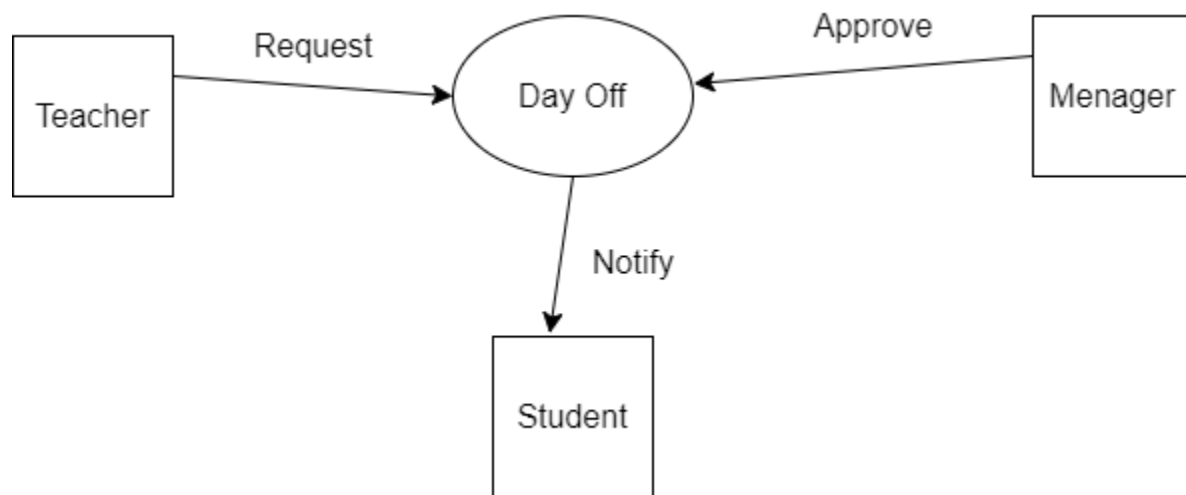 Request
Approve
Teacher
Day Off
Menager
Notify
Student